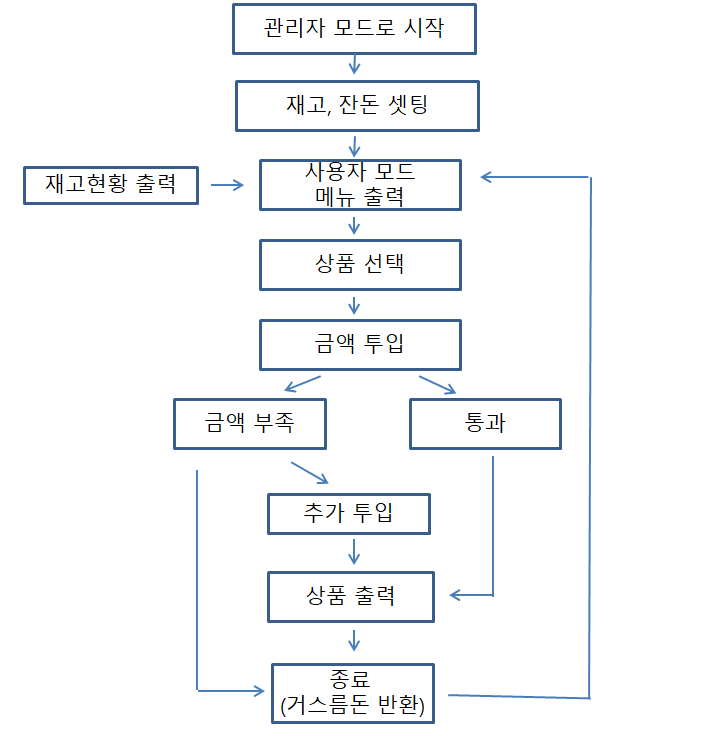 관리자 모드로 시작
재고, 잔돈 셋팅
재고현황 출력
사용자 모드
메뉴 출력
상품 선택
금액 투입
금액 부족
통과
추가 투입
상품 출력
종료
(거스름돈 반환)